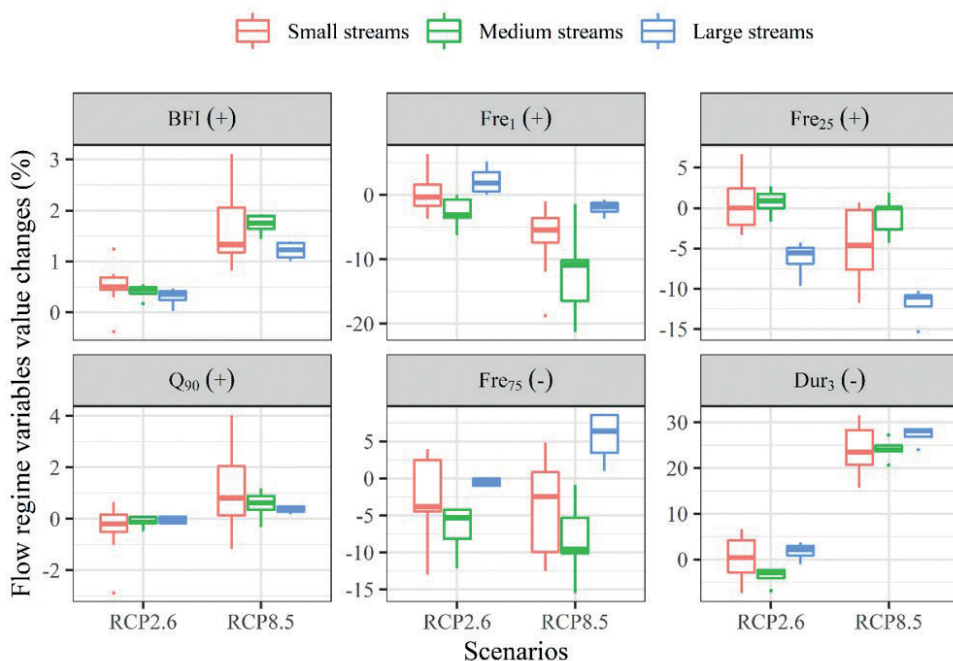 Small streams Medium streams Large streams
Flow regime variables value changes (%)
BFI (+) Fre₁ (+) Fre₂₅ (+)
3 0 5
2 -10 0
1 -20 -5
0 -10
-15
Q₉₀ (+) Fre₇₅ (-) Dur₃ (-)
4 5 30
2 0 20
0 -5 10
-2 -10 0
-15
RCP2.6 RCP8.5 RCP2.6 RCP8.5 RCP2.6 RCP8.5
Scenarios